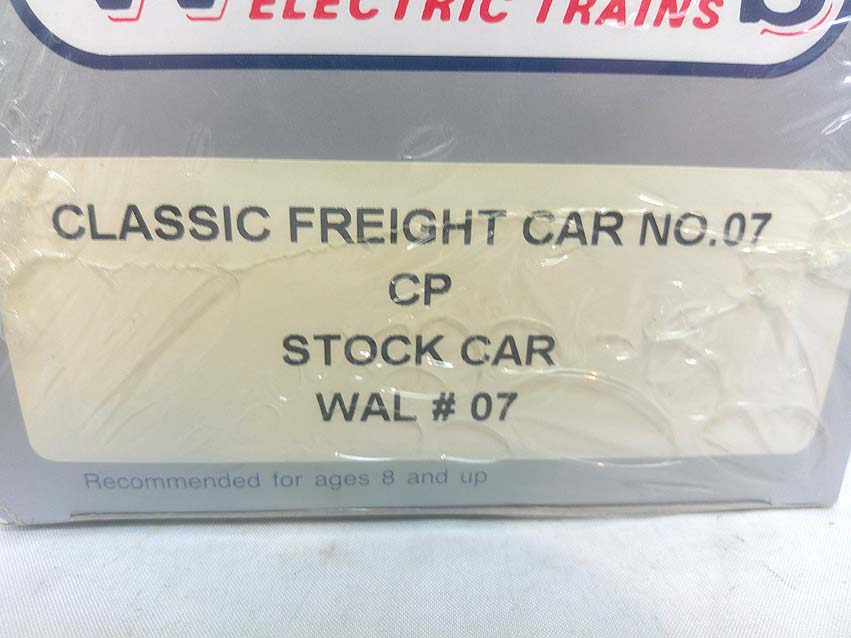 ELECTRIC TRAINS
CLASSIC FREIGHT CAR NO.07
CP
STOCK CAR
WAL # 07
Recommended for ages 8 and up